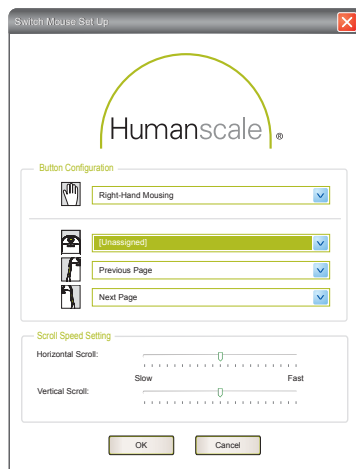 Switch Mouse Set Up
Humanscale ®
Button Configuration
Right-Hand Mousing
[Unassigned]
Previous Page
Next Page
Scroll Speed Setting
Horizontal Scroll:
Slow Fast
Vertical Scroll:
OK Cancel